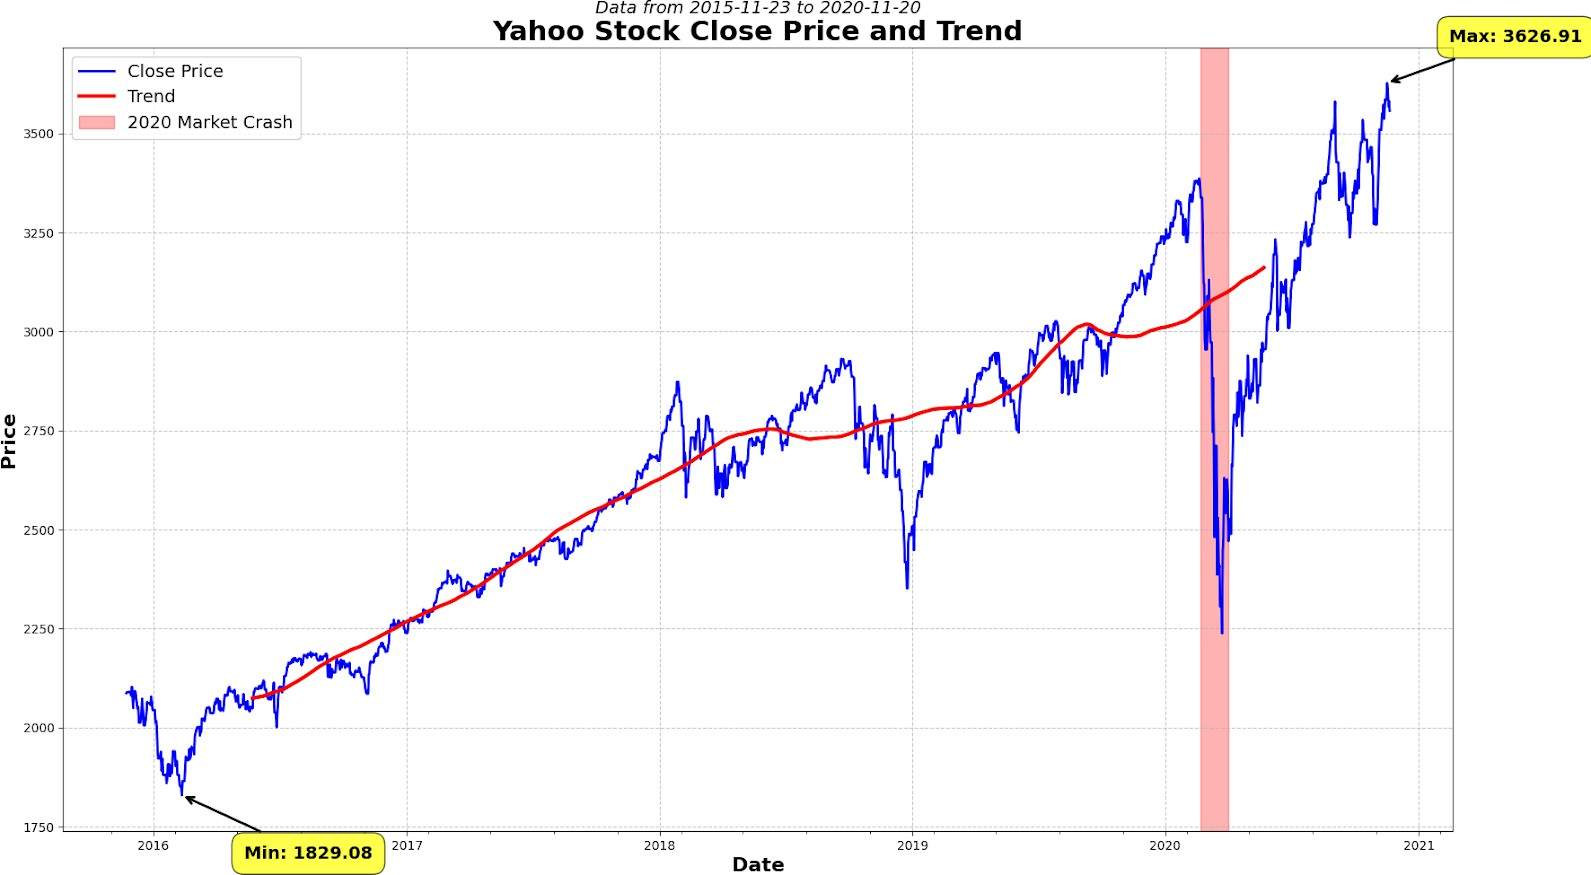 Data from 2015-11-23 to 2020-11-20
Yahoo Stock Close Price and Trend
Max: 3626.91
Close Price
Trend
2020 Market Crash
3500
3250
3000
2750
2500
2250
2000
1750
Price
2016
2017
2018
2019
2020
2021
Min: 1829.08
Date